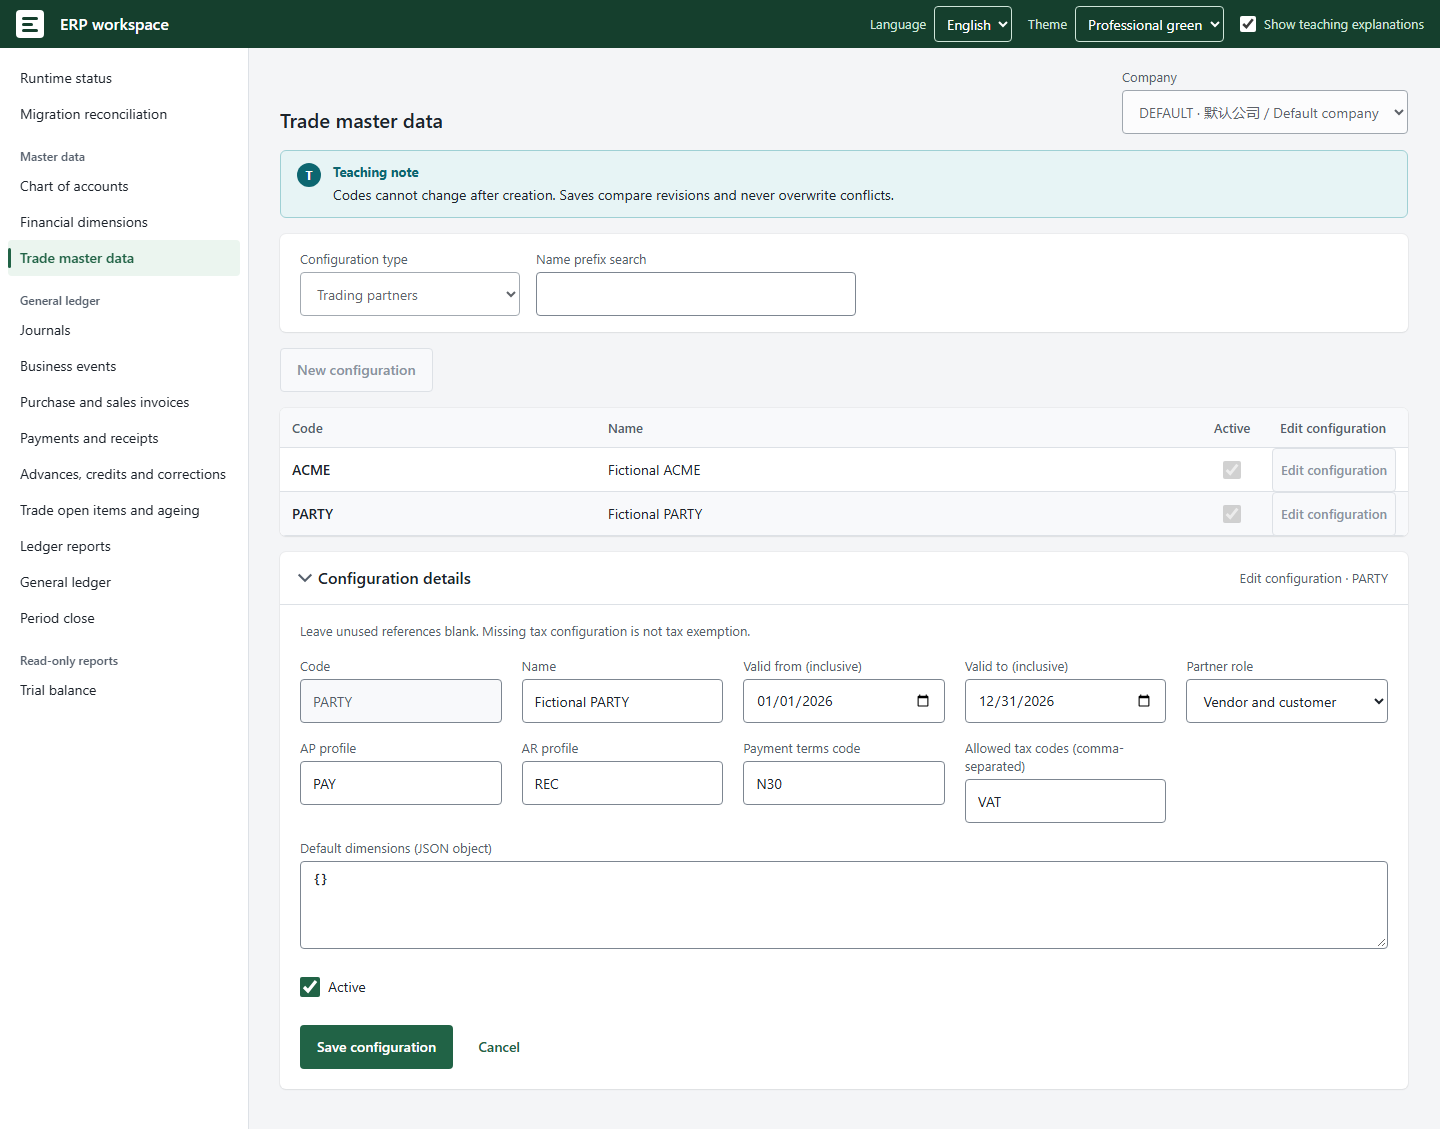 ERP workspace
Language English Theme Professional green Show teaching explanations
Runtime status
Migration reconciliation
Master data
Chart of accounts
Financial dimensions
Trade master data
General ledger
Journals
Business events
Purchase and sales invoices
Payments and receipts
Advances, credits and corrections
Trade open items and ageing
Ledger reports
General ledger
Period close
Read-only reports
Trial balance
Company
Trade master data
DEFAULT · 默认公司 / Default company
T
Teaching note
Codes cannot change after creation. Saves compare revisions and never overwrite conflicts.
Configuration type Name prefix search
Trading partners
New configuration
Code Name Active Edit configuration
ACME Fictional ACME Edit configuration
PARTY Fictional PARTY Edit configuration
Configuration details Edit configuration · PARTY
Leave unused references blank. Missing tax configuration is not tax exemption.
Code Name Valid from (inclusive) Valid to (inclusive) Partner role
PARTY Fictional PARTY 01/01/2026 12/31/2026 Vendor and customer
AP profile AR profile Payment terms code Allowed tax codes (comma-
separated)
PAY REC N30 VAT
Default dimensions (JSON object)
{}
Active
Save configuration Cancel